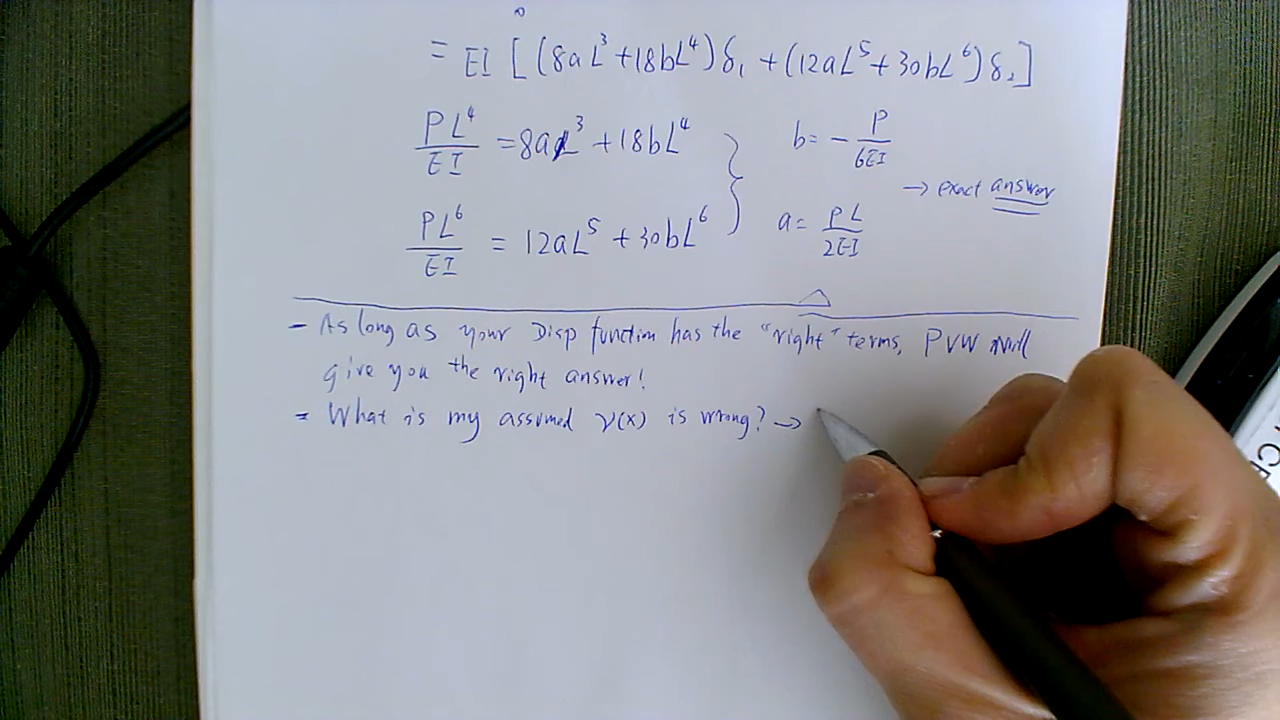 = EI [(8aL³+18bL⁴)δ₁ +(12aL⁵+30bL⁶)δ₂]
PL⁴/EI = 8aL³ + 18bL⁴
b = - P/6EI
→ exact answer
PL⁶/EI = 12aL⁵ + 30bL⁶
a = PL/2EI
- As long as your Disp function has the "right" terms, PVW will
give you the right answer!
- What is my assumed v(x) is wrong? →